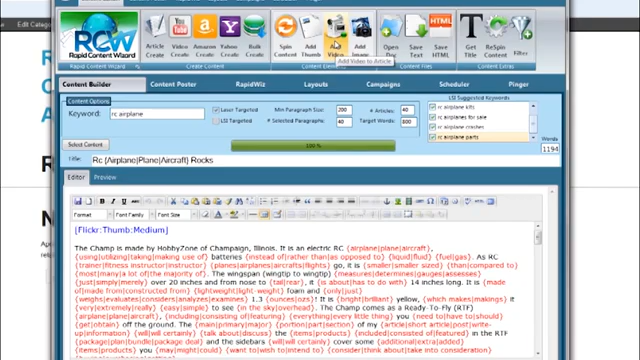 Edit Categ
RCW
Rapid Content Wizard
Rapid Content Wizard
Article Create
Video Create
Amazon Create
Yahoo Create
Bulk Create
Create Content
Spin Content
Add Thumb
Add Video
Add Image
Content Elements
Open Doc
Save Text
Save HTML
Content Files
Get Title
ReSpin Content
Filter
Content Extras
Add Video to Article
Content Builder
Content Poster
RapidWiz
Layouts
Campaigns
Scheduler
Pinger
Content Options
Keyword:
rc airplane
Laser Targeted
LSI Targeted
Min Paragraph Size:
200
# Selected Paragraph:
40
# Articles:
40
Target Words:
600
LSI Suggested Keywords
rc airplane kits
rc airplanes for sale
rc airplane crashes
rc airplane parts
Words
1194
Select Content
100 %
Title:
Rc {Airplane|Plane|Aircraft} Rocks
Editor
Preview
Format
Font Family
Font Size
[Flickr:Thumb:Medium]
The Champ is made by HobbyZone of Champaign, Illinois. It is an electric RC {airplane|plane|aircraft},
{using|utilizing|taking|making use of} batteries {instead of|rather than|as opposed to} {liquid|fluid} {fuel|gas}. As RC
{trainer|fitness instructor|instructor} {planes|airplanes|aircrafts|flights} go, it is {smaller|smaller sized} {than|compared to}
{most|many|a lot of|the majority of}. The wingspan (wingtip to wingtip) {measures|determines|gauges|assesses}
{just|simply|merely} over 20 inches and from nose to {tail|rear}, it {is about|has to do with} 14 inches long. It is {made
of|made from|constructed from} {lightweight|light-weight} foam and {only|just}
{weighs|evaluates|considers|analyzes|examines} 1.3 {ounces|oz}! It is {bright|brilliant} yellow, {which makes|making} it
{very|extremely|really} {easy|simple} to see {in the sky|overhead}. The Champ comes as a Ready-To-Fly (RTF)
{airplane|plane|aircraft}, {including|consisting of|featuring} {everything|every little thing} you {need|require} to
{get|obtain} off the ground. The {main|primary|major} {portion|part|section} of my {article|short article|post|write-
up|information} {will|will certainly} {talk about|discuss} the {items|products} {included|consisted of|featured} in the RTF
{package|plan|bundle|package deal} and the sidebars {will|will certainly} cover some {additional|extra|added}
{items|products} you {may|might|could} {want to|wish to|intend to} {consider|think about|take into consideration}